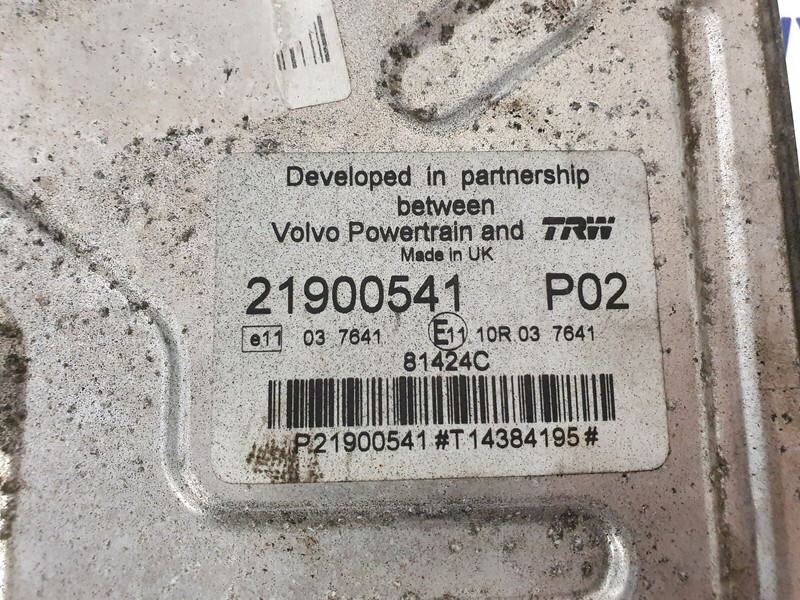 Developed in partnership
between
Volvo Powertrain and TRW
Made in UK
21900541 P02
e11 03 7641 E11 10R 03 7641
81424C
P21900541#T14384195#